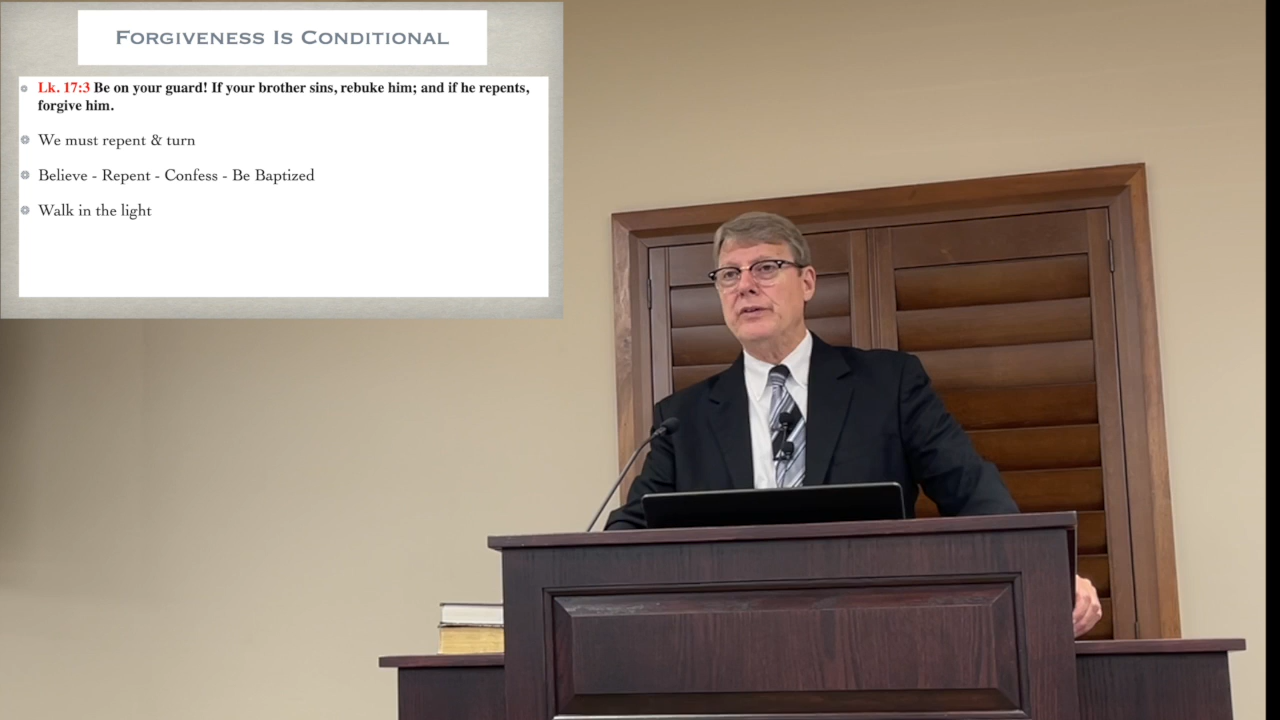 FORGIVENESS IS CONDITIONAL
Lk. 17:3 Be on your guard! If your brother sins, rebuke him; and if he repents,
forgive him.
We must repent & turn
Believe - Repent - Confess - Be Baptized
Walk in the light